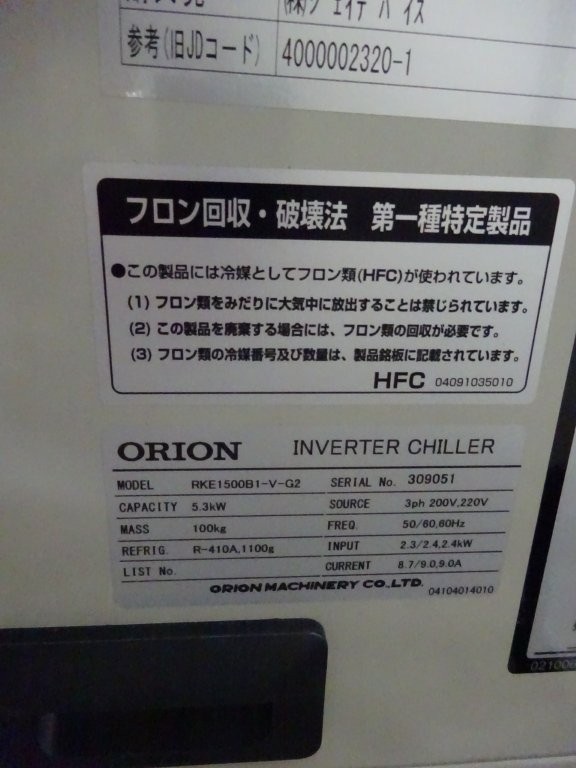 (株)ジェイデバイス
参考(旧JDコード) 4000002320-1
フロン回収・破壊法 第一種特定製品
●この製品には冷媒としてフロン類(HFC)が使われています。
(1) フロン類をみだりに大気中に放出することは禁じられています。
(2) この製品を廃棄する場合には、フロン類の回収が必要です。
(3) フロン類の冷媒番号及び数量は、製品銘板に記載されています。
HFC 04091035010
ORION INVERTER CHILLER
MODEL RKE1500B1-V-G2 SERIAL No. 309051
CAPACITY 5.3kW SOURCE 3ph 200V,220V
MASS 100kg FREQ. 50/60,60Hz
REFRIG. R-410A,1100g INPUT 2.3/2.4,2.4kW
LIST No. CURRENT 8.7/9.0,9.0A
ORION MACHINERY CO.,LTD. 04104014010